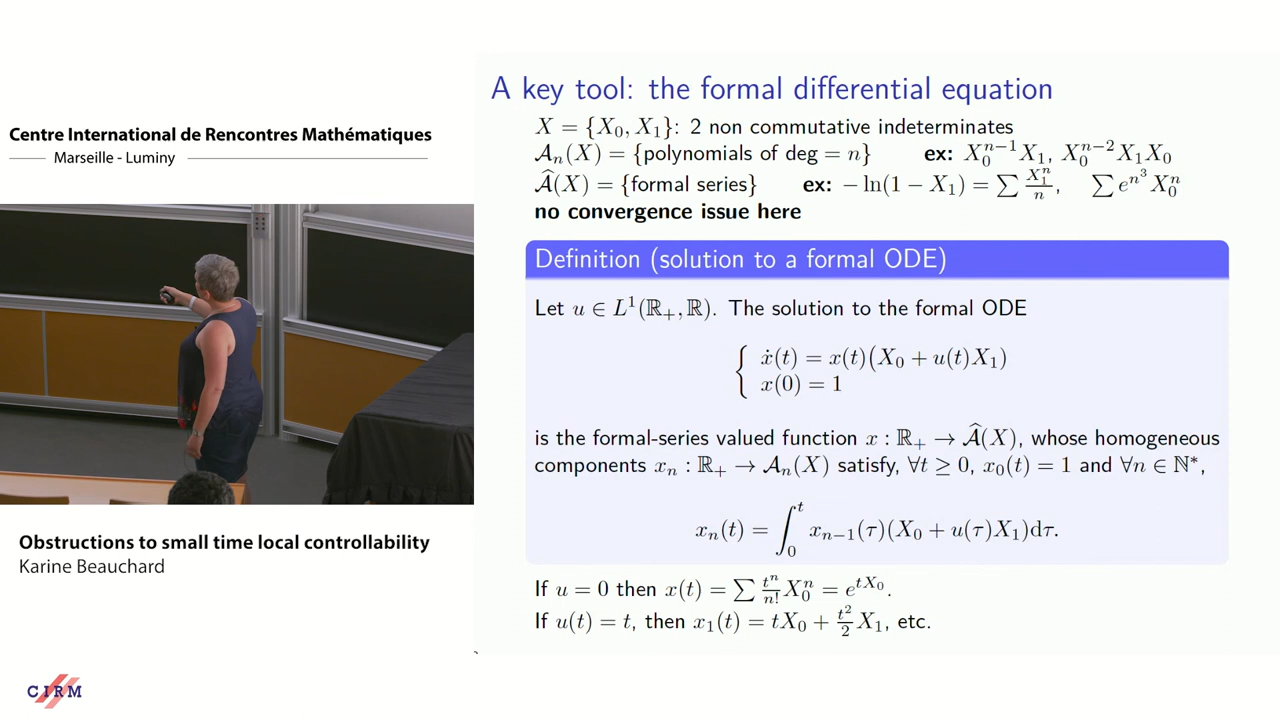 Centre International de Rencontres Mathématiques
Marseille - Luminy
Obstructions to small time local controllability
Karine Beauchard
CIRM
A key tool: the formal differential equation
X = {X₀, X₁}: 2 non commutative indeterminates
𝒜ₙ(X) = {polynomials of deg = n} ex: X₀ⁿ⁻¹X₁, X₀ⁿ⁻²X₁X₀
𝒜̂(X) = {formal series} ex: − ln(1 − X₁) = ∑ X₁ⁿ/n, ∑ e^{n³} X₀ⁿ
no convergence issue here
Definition (solution to a formal ODE)
Let u ∈ L¹(ℝ₊, ℝ). The solution to the formal ODE
{ ẋ(t) = x(t)(X₀ + u(t)X₁)
x(0) = 1
is the formal-series valued function x : ℝ₊ → 𝒜̂(X), whose homogeneous
components xₙ : ℝ₊ → 𝒜ₙ(X) satisfy, ∀t ≥ 0, x₀(t) = 1 and ∀n ∈ ℕ*,
xₙ(t) = ∫₀ᵗ xₙ₋₁(τ)(X₀ + u(τ)X₁)dτ.
If u = 0 then x(t) = ∑ tⁿ/n! X₀ⁿ = e^{tX₀}.
If u(t) = t, then x₁(t) = tX₀ + t²/2 X₁, etc.